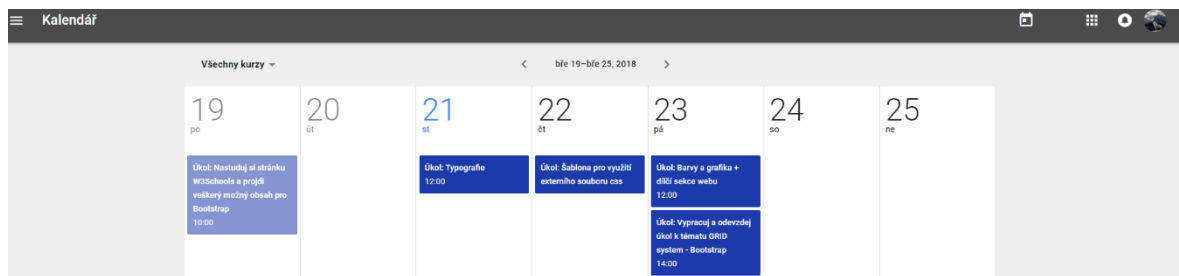 Kalendář
Všechny kurzy
bře 19–bře 25, 2018
19
po
20
út
21
st
22
čt
23
pá
24
so
25
ne
Úkol: Nastuduj si stránku
W3Schools a projdi
veškerý možný obsah pro
Bootstrap
10:00
Úkol: Typografie
12:00
Úkol: Šablona pro využití
externího souboru css
Úkol: Barvy a grafika +
dílčí sekce webu
12:00
Úkol: Vypracuj a odevzdej
úkol k tématu GRID
system - Bootstrap
14:00